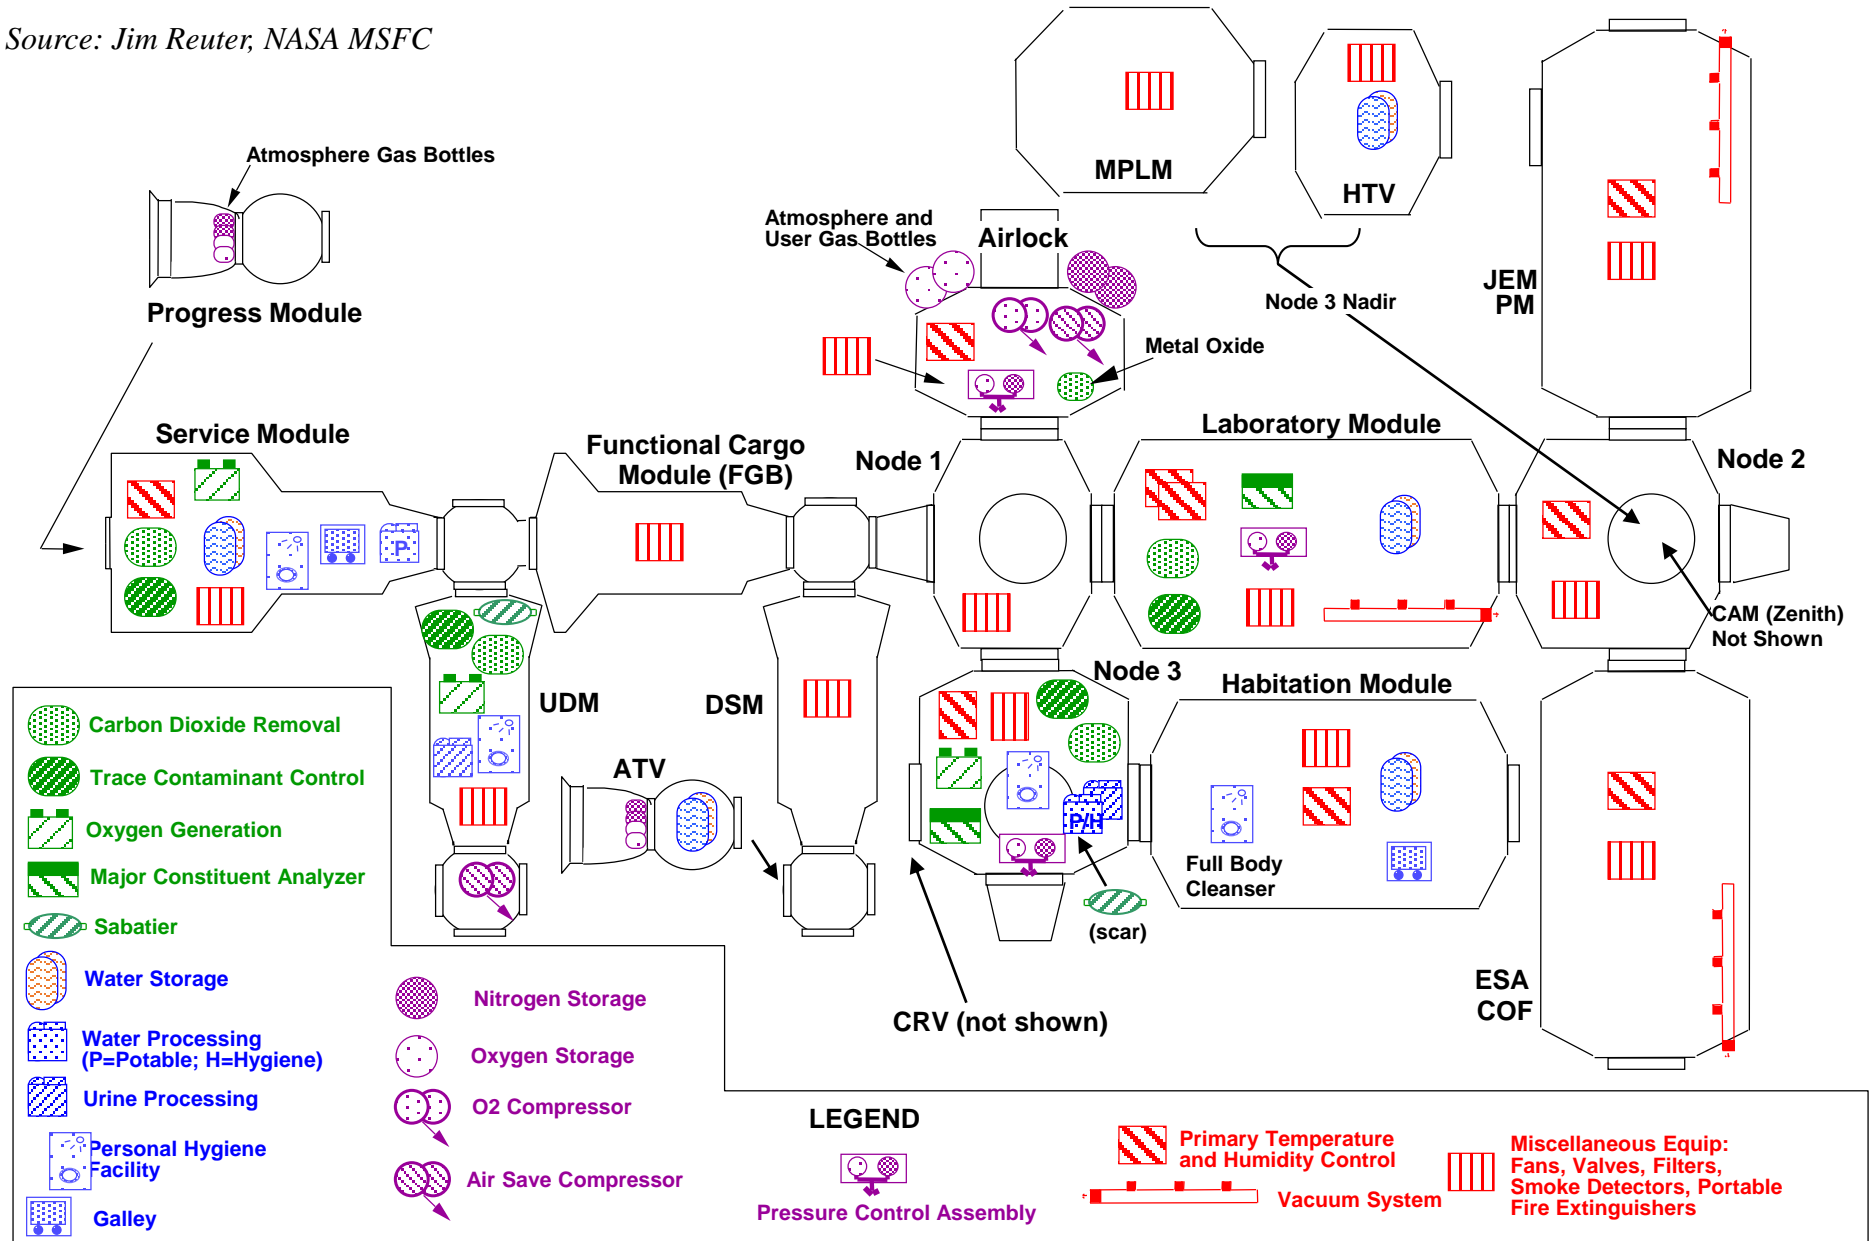 Source: Jim Reuter, NASA MSFC
Atmosphere Gas Bottles
Progress Module
MPLM
HTV
Atmosphere and
User Gas Bottles
Airlock
Node 3 Nadir
JEM
PM
Metal Oxide
Service Module
Functional Cargo
Module (FGB)
Node 1
Laboratory Module
Node 2
P
CAM (Zenith)
Not Shown
UDM
DSM
Node 3
Habitation Module
ATV
P/H
Full Body
Cleanser
(scar)
CRV (not shown)
ESA
COF
Carbon Dioxide Removal
Trace Contaminant Control
Oxygen Generation
Major Constituent Analyzer
Sabatier
Water Storage
Water Processing
(P=Potable; H=Hygiene)
Urine Processing
Personal Hygiene
Facility
Galley
Nitrogen Storage
Oxygen Storage
O2 Compressor
Air Save Compressor
LEGEND
Pressure Control Assembly
Primary Temperature
and Humidity Control
Vacuum System
Miscellaneous Equip:
Fans, Valves, Filters,
Smoke Detectors, Portable
Fire Extinguishers